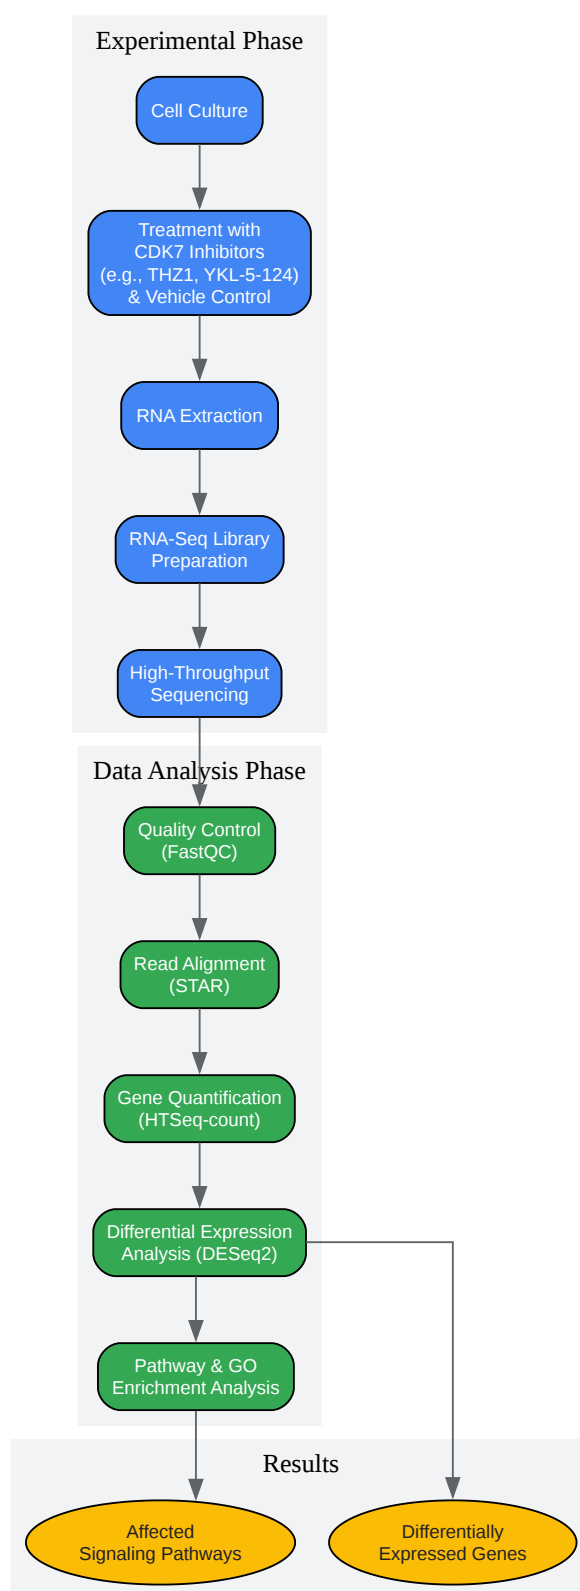 Experimental Phase
Cell Culture
Treatment with
CDK7 Inhibitors
(e.g., THZ1, YKL-5-124)
& Vehicle Control
RNA Extraction
RNA-Seq Library
Preparation
High-Throughput
Sequencing
Data Analysis Phase
Quality Control
(FastQC)
Read Alignment
(STAR)
Gene Quantification
(HTSeq-count)
Differential Expression
Analysis (DESeq2)
Pathway & GO
Enrichment Analysis
Results
Affected
Signaling Pathways
Differentially
Expressed Genes